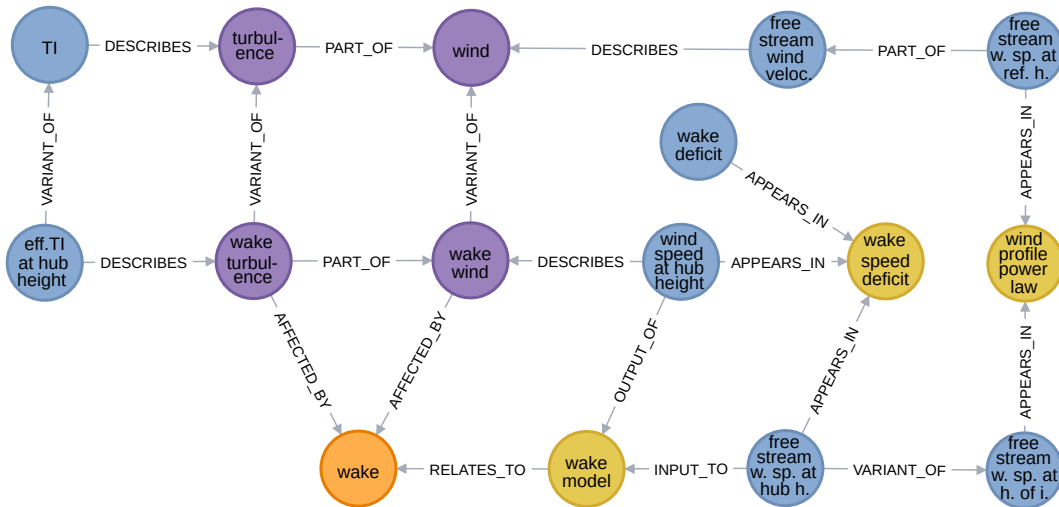 TI
DESCRIBES
turbul-
ence
PART_OF
wind
DESCRIBES
free
stream
wind
veloc.
PART_OF
free
stream
w. sp. at
ref. h.
VARIANT_OF
VARIANT_OF
VARIANT_OF
wake
deficit
APPEARS_IN
APPEARS_IN
eff.TI
at hub
height
DESCRIBES
wake
turbul-
ence
PART_OF
wake
wind
DESCRIBES
wind
speed
at hub
height
APPEARS_IN
wake
speed
deficit
wind
profile
power
law
AFFECTED_BY
AFFECTED_BY
OUTPUT_OF
APPEARS_IN
APPEARS_IN
wake
RELATES_TO
wake
model
INPUT_TO
free
stream
w. sp. at
hub h.
VARIANT_OF
free
stream
w. sp. at
h. of i.